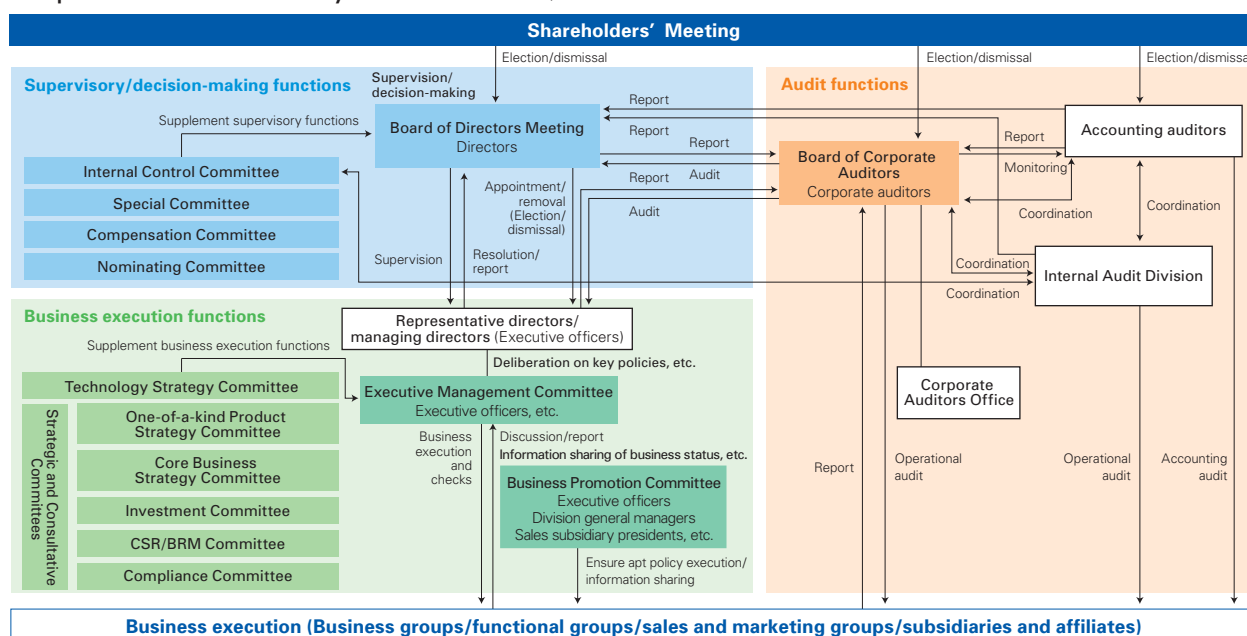 Shareholders' Meeting
Election/dismissal
Election/dismissal
Election/dismissal
Supervisory/decision-making functions
Supervision/
decision-making
Audit functions
Supplement supervisory functions
Board of Directors Meeting
Directors
Report
Report
Report
Report
Audit
Audit
Internal Control Committee
Special Committee
Compensation Committee
Nominating Committee
Appointment/
removal
(Election/
dismissal)
Supervision
Resolution/
report
Board of Corporate
Auditors
Corporate auditors
Accounting auditors
Report
Monitoring
Coordination
Coordination
Coordination
Coordination
Internal Audit Division
Business execution functions
Representative directors/
managing directors (Executive officers)
Supplement business execution functions
Deliberation on key policies, etc.
Technology Strategy Committee
Executive Management Committee
Executive officers, etc.
Corporate
Auditors Office
Strategic and Consultative
Committees
One-of-a-kind Product
Strategy Committee
Core Business
Strategy Committee
Investment Committee
CSR/BRM Committee
Compliance Committee
Business
execution
and
checks
Discussion/report
Information sharing of business status, etc.
Business Promotion Committee
Executive officers
Division general managers
Sales subsidiary presidents, etc.
Ensure apt policy execution/
information sharing
Report
Operational
audit
Operational
audit
Accounting
audit
Business execution (Business groups/functional groups/sales and marketing groups/subsidiaries and affiliates)